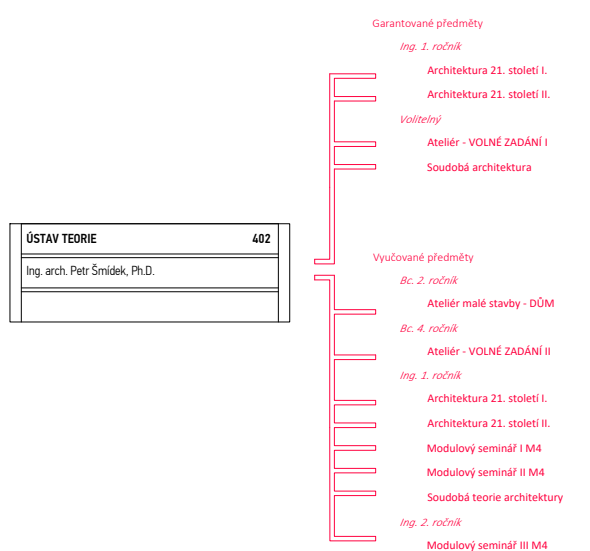 Garantované předměty
Ing. 1. ročník
Architektura 21. století I.
Architektura 21. století II.
Volitelný
Ateliér - VOLNÉ ZADÁNÍ I
Soudobá architektura
ÚSTAV TEORIE 402
Ing. arch. Petr Šmídek, Ph.D.
Vyučované předměty
Bc. 2. ročník
Ateliér malé stavby - DŮM
Bc. 4. ročník
Ateliér - VOLNÉ ZADÁNÍ II
Ing. 1. ročník
Architektura 21. století I.
Architektura 21. století II.
Modulový seminář I M4
Modulový seminář II M4
Soudobá teorie architektury
Ing. 2. ročník
Modulový seminář III M4